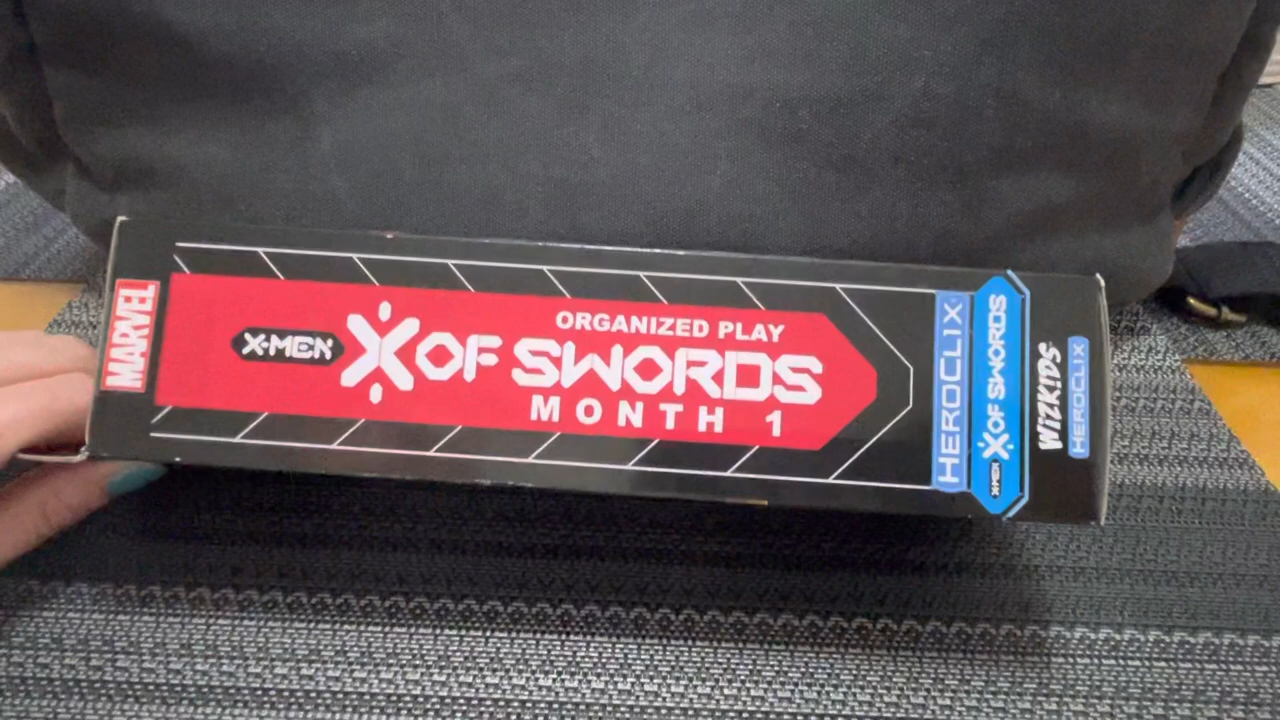 MARVEL
ORGANIZED PLAY
X-MEN X OF SWORDS
MONTH 1
HEROCLIX
X-MEN X OF SWORDS
WIZKIDS
HEROCLIX